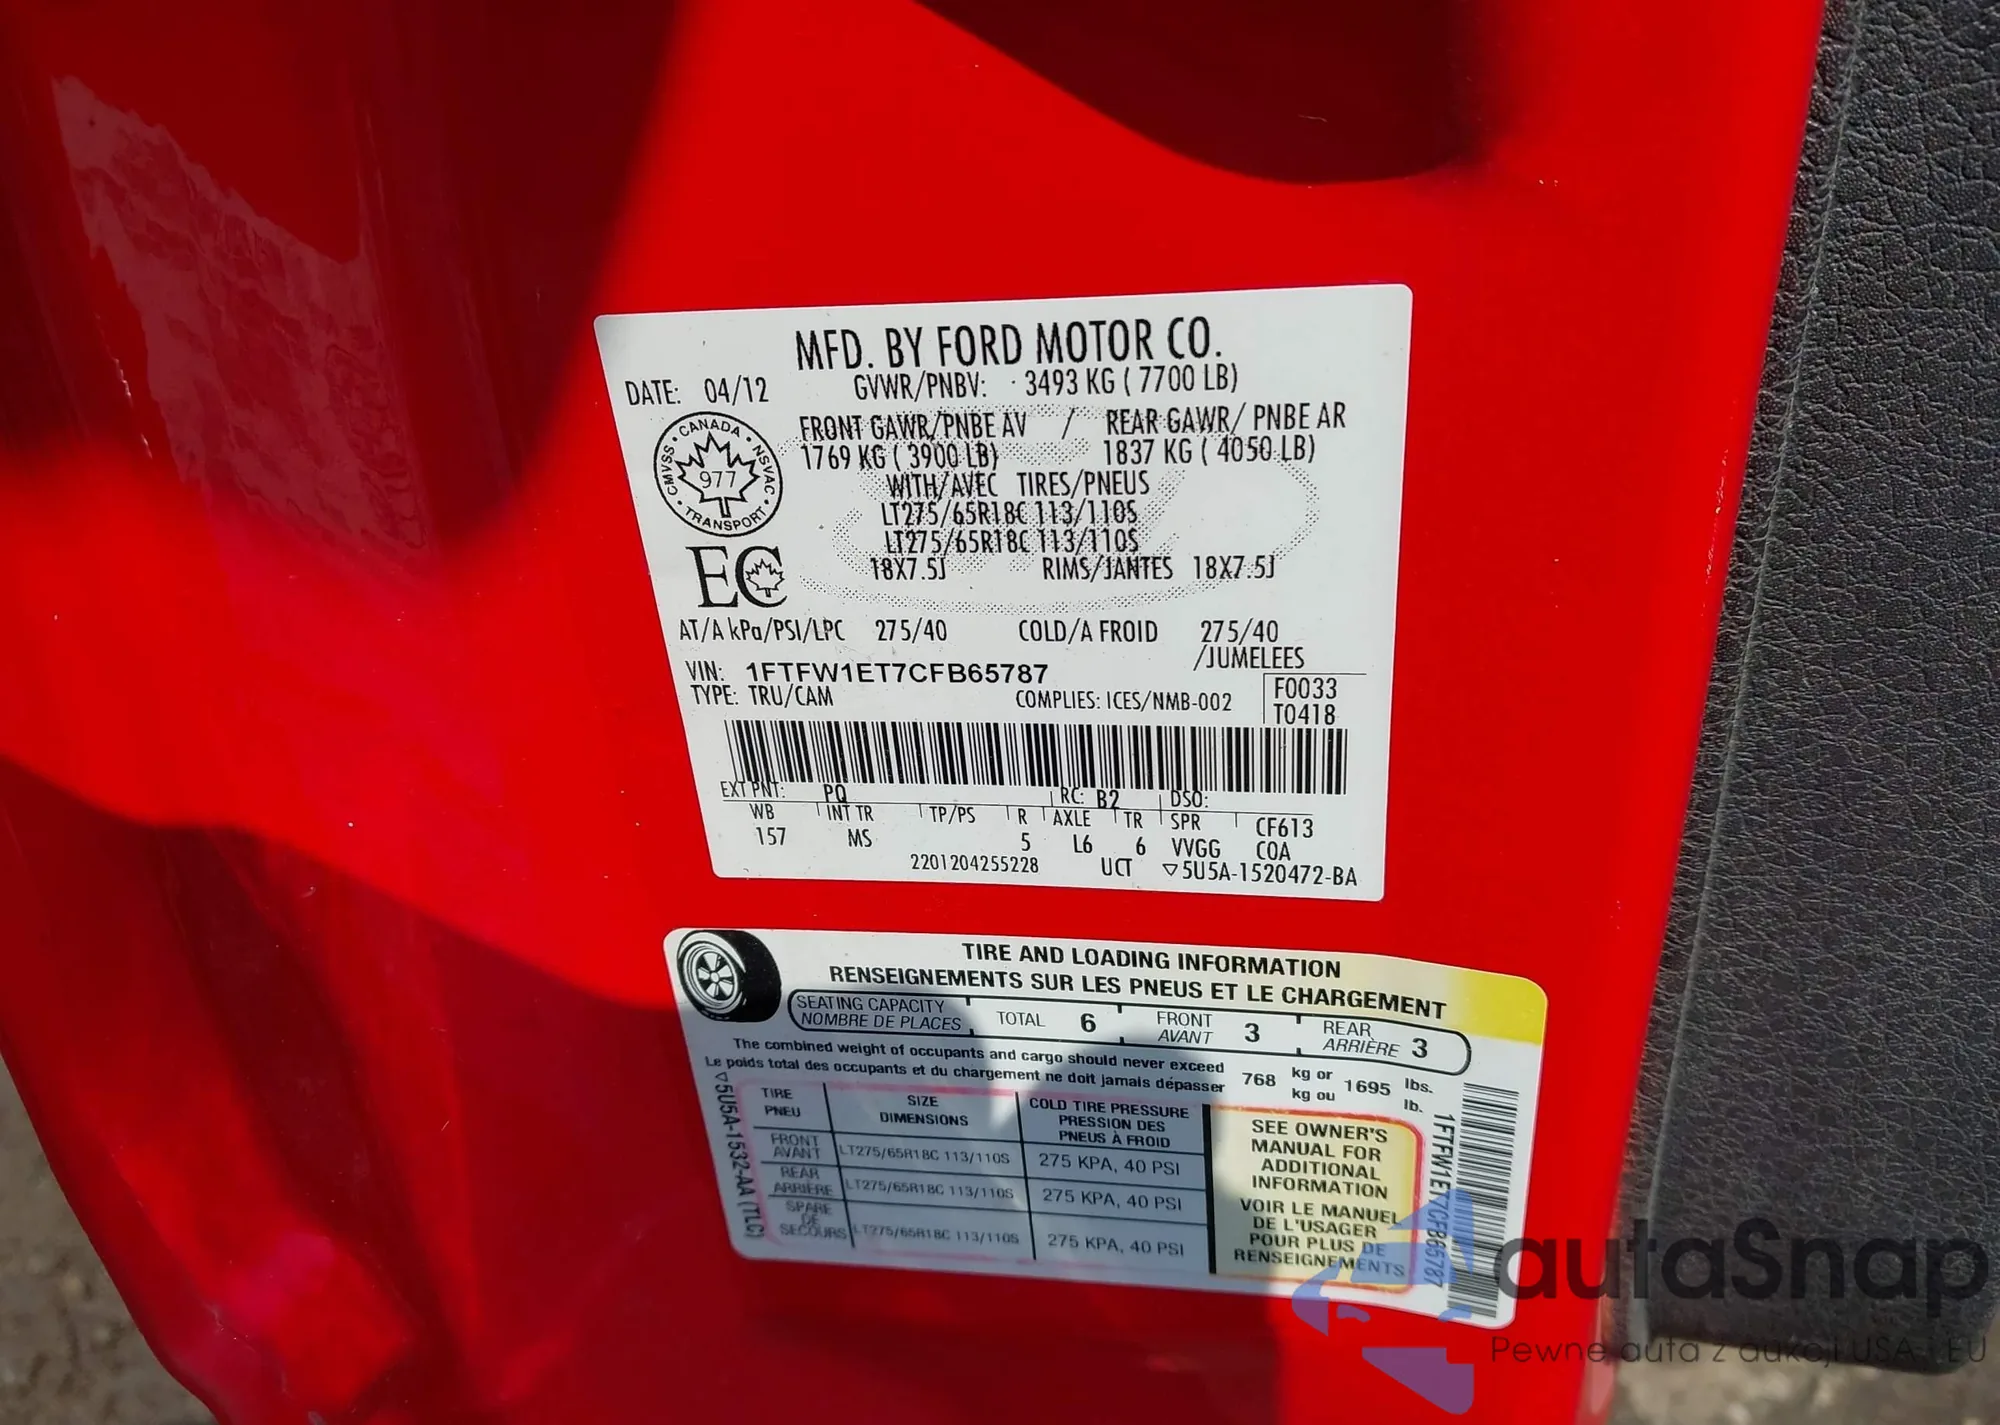 MFD. BY FORD MOTOR CO.
DATE: 04/12 GVWR/PNBV: 3493 KG ( 7700 LB)
CANADA · NSVAC · TRANSPORT · CMVSS
977
FRONT GAWR/PNBE AV / REAR GAWR/ PNBE AR
1769 KG ( 3900 LB) 1837 KG ( 4050 LB)
WITH/AVEC TIRES/PNEUS
LT275/65R18C 113/110S
LT275/65R18C 113/110S
EC
18X7.5J RIMS/JANTES 18X7.5J
AT/A kPa/PSI/LPC 275/40 COLD/A FROID 275/40
/JUMELEES
VIN: 1FTFW1ET7CFB65787
TYPE: TRU/CAM COMPLIES: ICES/NMB-002
F0033
T0418
EXT PNT: PQ RC: B2 DSO:
WB INT TR TP/PS R AXLE TR SPR CF613
157 MS 5 L6 6 VVGG COA
2201204255228 UCT ▽5U5A-1520472-BA
TIRE AND LOADING INFORMATION
RENSEIGNEMENTS SUR LES PNEUS ET LE CHARGEMENT
SEATING CAPACITY
NOMBRE DE PLACES
TOTAL 6 FRONT AVANT 3 REAR ARRIÈRE 3
The combined weight of occupants and cargo should never exceed
Le poids total des occupants et du chargement ne doit jamais dépasser
768 kg or 1695 lbs.
kg ou lb.
TIRE
PNEU
SIZE
DIMENSIONS
COLD TIRE PRESSURE
PRESSION DES
PNEUS À FROID
FRONT
AVANT
LT275/65R18C 113/110S
275 KPA, 40 PSI
REAR
ARRIÈRE
LT275/65R18C 113/110S
275 KPA, 40 PSI
SPARE
DE
SECOURS
LT275/65R18C 113/110S
275 KPA, 40 PSI
SEE OWNER'S
MANUAL FOR
ADDITIONAL
INFORMATION
VOIR LE MANUEL
DE L'USAGER
POUR PLUS DE
RENSEIGNEMENTS
▽5U5A-1532-AA (TLC)
1FTFW1ET7CFB65787
autaSnap
Pewne auta z aukcji USA i EU